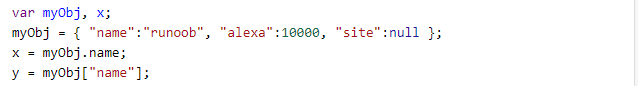 var myObj, x;
myObj = { "name":"runoob", "alexa":10000, "site":null };
x = myObj.name;
y = myObj["name"];